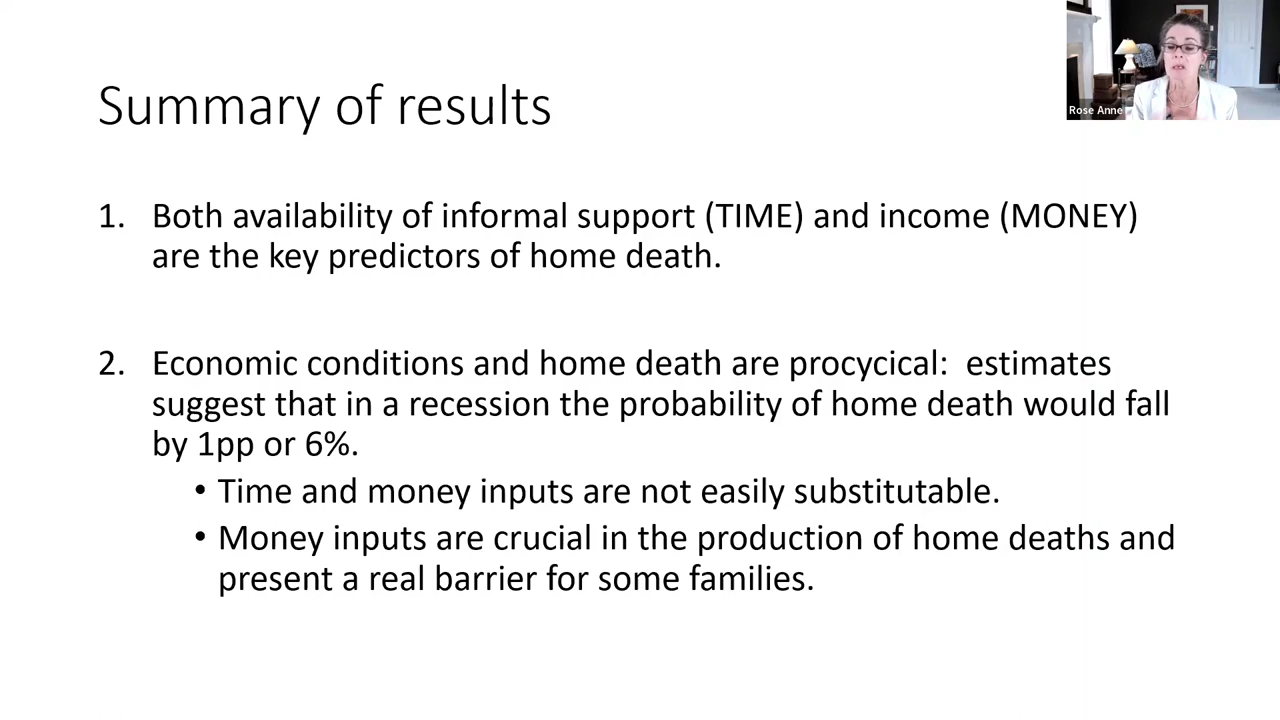 Summary of results
Rose Anne
1. Both availability of informal support (TIME) and income (MONEY)
are the key predictors of home death.
2. Economic conditions and home death are procycical: estimates
suggest that in a recession the probability of home death would fall
by 1pp or 6%.
• Time and money inputs are not easily substitutable.
• Money inputs are crucial in the production of home deaths and
present a real barrier for some families.